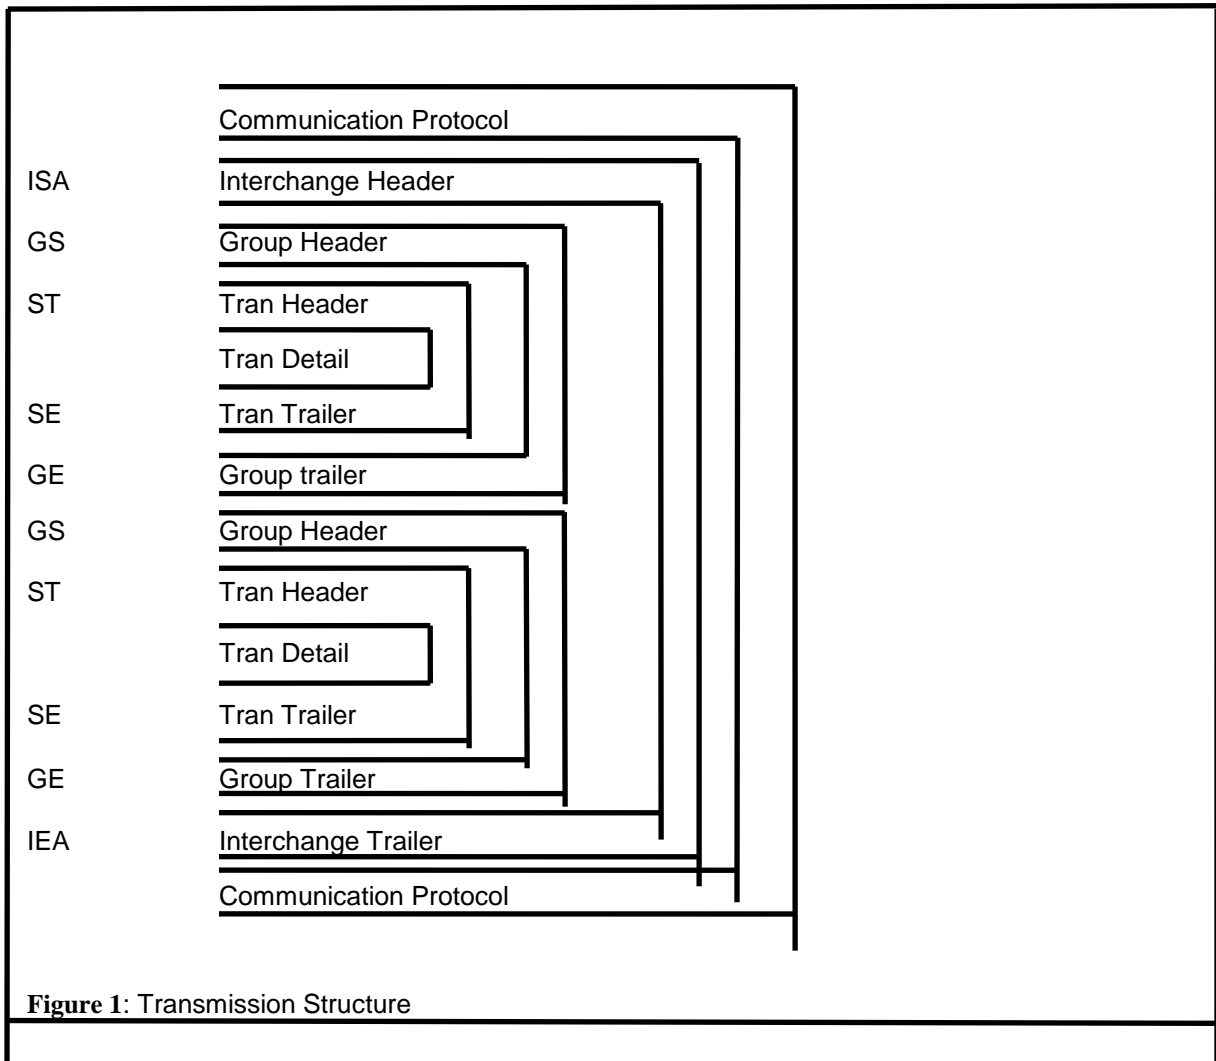 Communication Protocol
ISA Interchange Header
GS Group Header
ST Tran Header
Tran Detail
SE Tran Trailer
GE Group trailer
GS Group Header
ST Tran Header
Tran Detail
SE Tran Trailer
GE Group Trailer
IEA Interchange Trailer
Communication Protocol
Figure 1: Transmission Structure